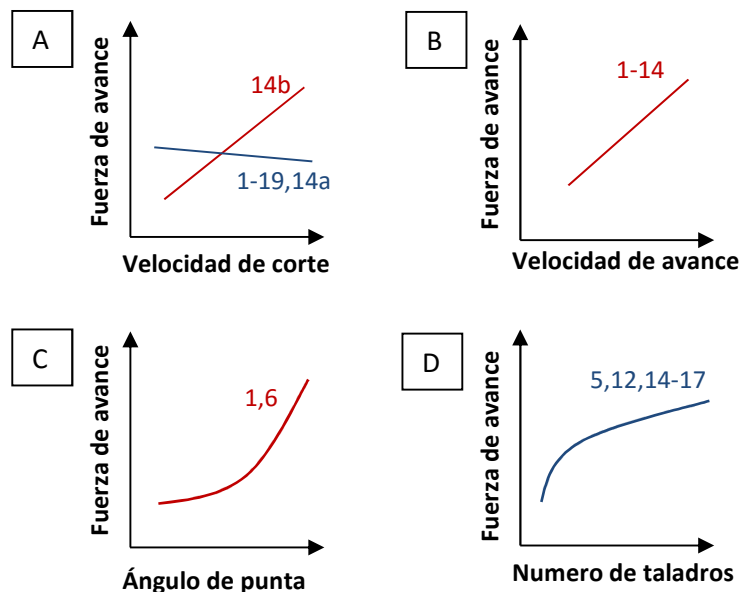 A
Fuerza de avance
14b
1-19,14a
Velocidad de corte
B
Fuerza de avance
1-14
Velocidad de avance
C
Fuerza de avance
1,6
Ángulo de punta
D
Fuerza de avance
5,12,14-17
Numero de taladros